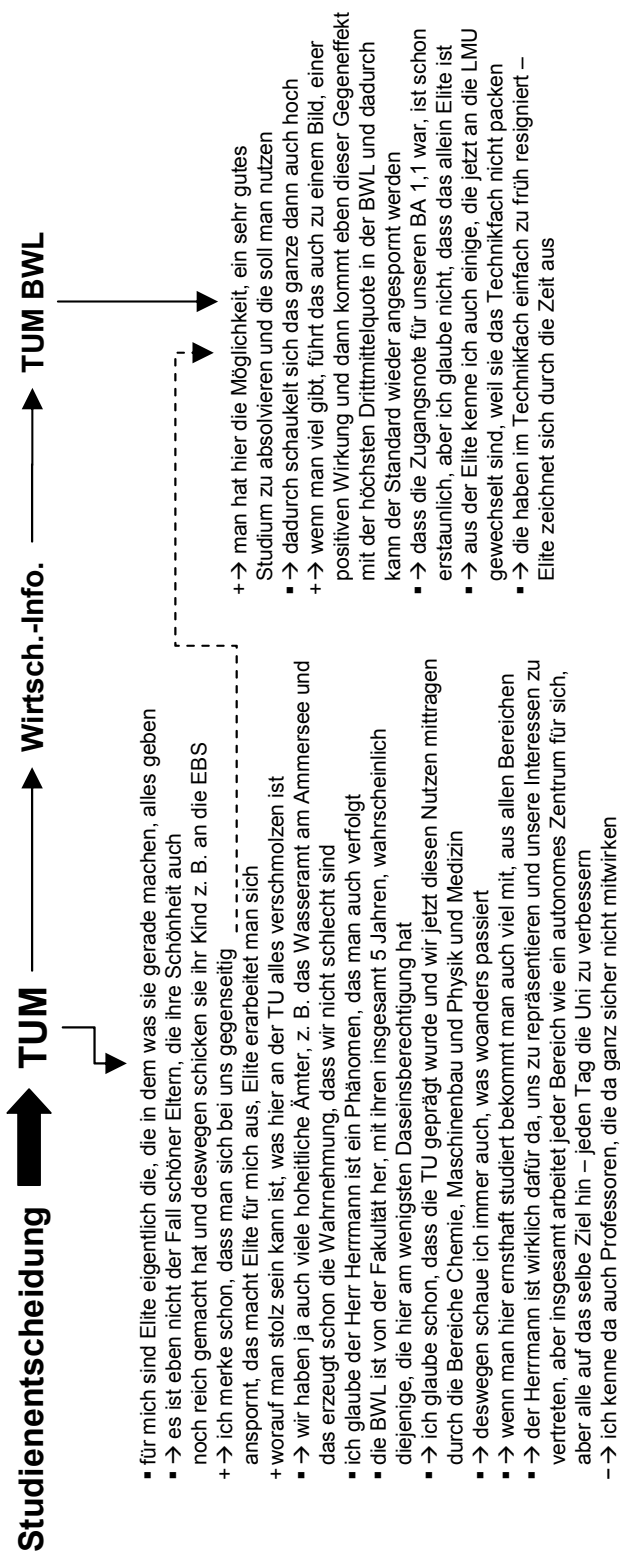 Studienentscheidung TUM Wirtsch.-Info. TUM BWL
▪ für mich sind Elite eigentlich die, die in dem was sie gerade machen, alles geben
▪ → es ist eben nicht der Fall schöner Eltern, die ihre Schönheit auch
noch reich gemacht hat und deswegen schicken sie ihr Kind z. B. an die EBS
+ → ich merke schon, dass man sich bei uns gegenseitig
anspornt, das macht Elite für mich aus, Elite erarbeitet man sich
+ worauf man stolz sein kann ist, was hier an der TU alles verschmolzen ist
▪ → wir haben ja auch viele hoheitliche Ämter, z. B. das Wasseramt am Ammersee und
das erzeugt schon die Wahrnehmung, dass wir nicht schlecht sind
▪ ich glaube der Herr Herrmann ist ein Phänomen, das man auch verfolgt
▪ die BWL ist von der Fakultät her, mit ihren insgesamt 5 Jahren, wahrscheinlich
diejenige, die hier am wenigsten Daseinsberechtigung hat
▪ → ich glaube schon, dass die TU geprägt wurde und wir jetzt diesen Nutzen mittragen
durch die Bereiche Chemie, Maschinenbau und Physik und Medizin
▪ → deswegen schaue ich immer auch, was woanders passiert
▪ → wenn man hier ernsthaft studiert bekommt man auch viel mit, aus allen Bereichen
▪ → der Herrmann ist wirklich dafür da, uns zu repräsentieren und unsere Interessen zu
vertreten, aber insgesamt arbeitet jeder Bereich wie ein autonomes Zentrum für sich,
aber alle auf das selbe Ziel hin – jeden Tag die Uni zu verbessern
– → ich kenne da auch Professoren, die da ganz sicher nicht mitwirken
+ → man hat hier die Möglichkeit, ein sehr gutes
Studium zu absolvieren und die soll man nutzen
▪ → dadurch schaukelt sich das ganze dann auch hoch
+ → wenn man viel gibt, führt das auch zu einem Bild, einer
positiven Wirkung und dann kommt eben dieser Gegeneffekt
mit der höchsten Drittmittelquote in der BWL und dadurch
kann der Standard wieder angespornt werden
▪ → dass die Zugangsnote für unseren BA 1,1 war, ist schon
erstaunlich, aber ich glaube nicht, dass das allein Elite ist
▪ → aus der Elite kenne ich auch einige, die jetzt an die LMU
gewechselt sind, weil sie das Technikfach nicht packen
▪ → die haben im Technikfach einfach zu früh resigniert –
Elite zeichnet sich durch die Zeit aus